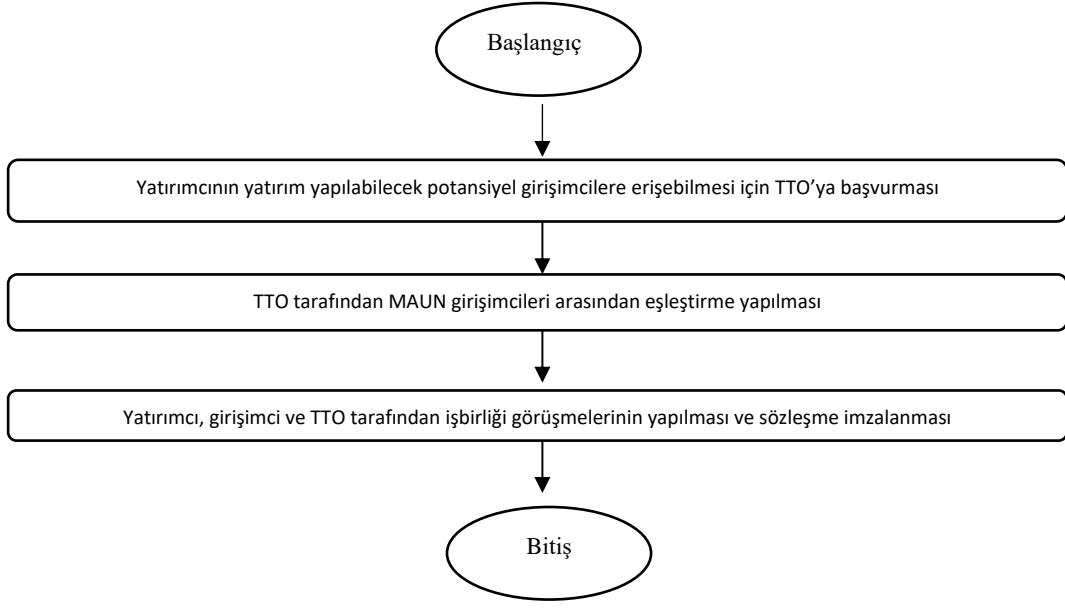 Başlangıç
Yatırımcının yatırım yapılabilecek potansiyel girişimcilere erişebilmesi için TTO’ya başvurması
TTO tarafından MAUN girişimcileri arasından eşleştirme yapılması
Yatırımcı, girişimci ve TTO tarafından işbirliği görüşmelerinin yapılması ve sözleşme imzalanması
Bitiş